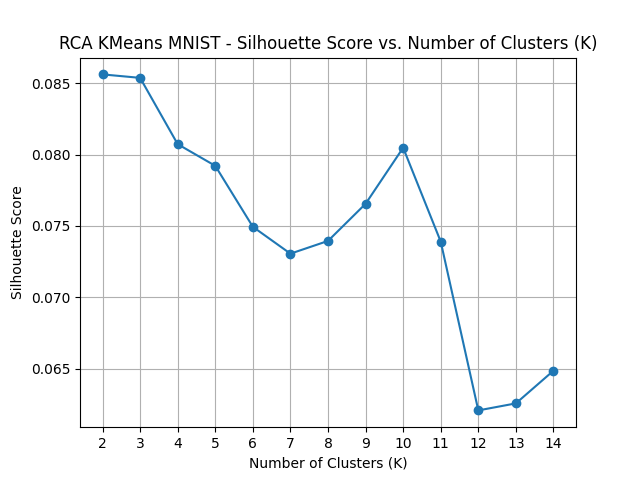 RCA KMeans MNIST - Silhouette Score vs. Number of Clusters (K)
0.085
0.080
0.075
0.070
0.065
Silhouette Score
2 3 4 5 6 7 8 9 10 11 12 13 14
Number of Clusters (K)